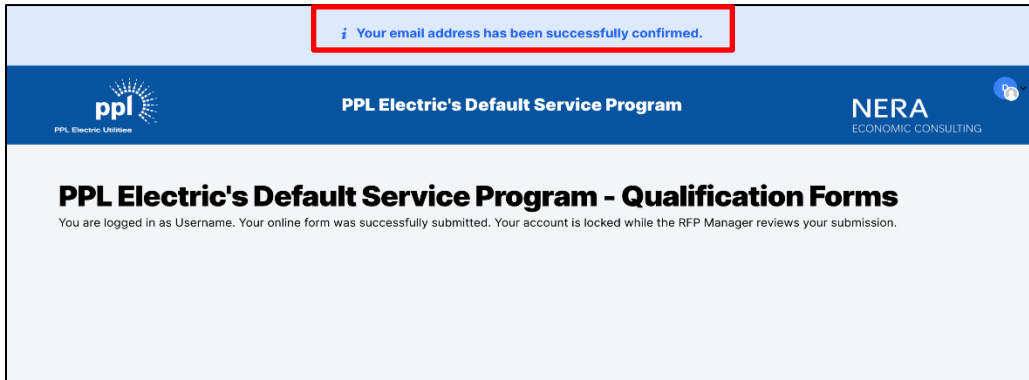 i Your email address has been successfully confirmed.
ppl
PPL Electric Utilities
PPL Electric's Default Service Program
NERA
ECONOMIC CONSULTING
D
PPL Electric's Default Service Program - Qualification Forms
You are logged in as Username. Your online form was successfully submitted. Your account is locked while the RFP Manager reviews your submission.